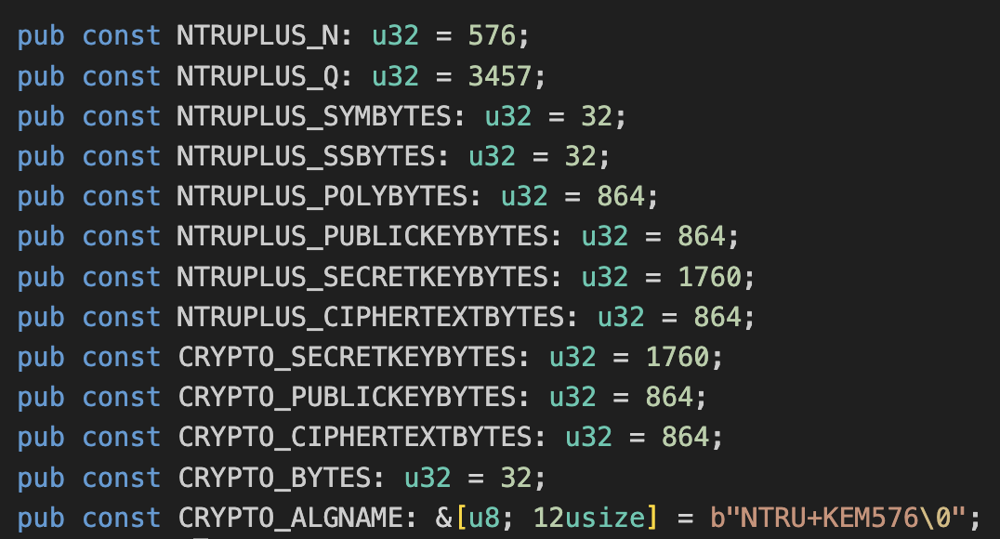 pub const NTRUPLUS_N: u32 = 576;
pub const NTRUPLUS_Q: u32 = 3457;
pub const NTRUPLUS_SYMBYTES: u32 = 32;
pub const NTRUPLUS_SSBYTES: u32 = 32;
pub const NTRUPLUS_POLYBYTES: u32 = 864;
pub const NTRUPLUS_PUBLICKEYBYTES: u32 = 864;
pub const NTRUPLUS_SECRETKEYBYTES: u32 = 1760;
pub const NTRUPLUS_CIPHERTEXTBYTES: u32 = 864;
pub const CRYPTO_SECRETKEYBYTES: u32 = 1760;
pub const CRYPTO_PUBLICKEYBYTES: u32 = 864;
pub const CRYPTO_CIPHERTEXTBYTES: u32 = 864;
pub const CRYPTO_BYTES: u32 = 32;
pub const CRYPTO_ALGNAME: &[u8; 12usize] = b"NTRU+KEM576\0";